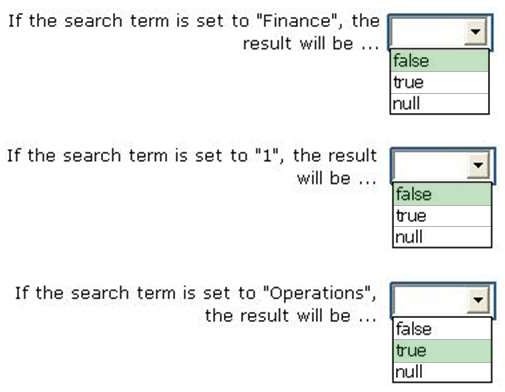 If the search term is set to "Finance", the
result will be ...
false
true
null
If the search term is set to "1", the result
will be ...
false
true
null
If the search term is set to "Operations",
the result will be ...
false
true
null